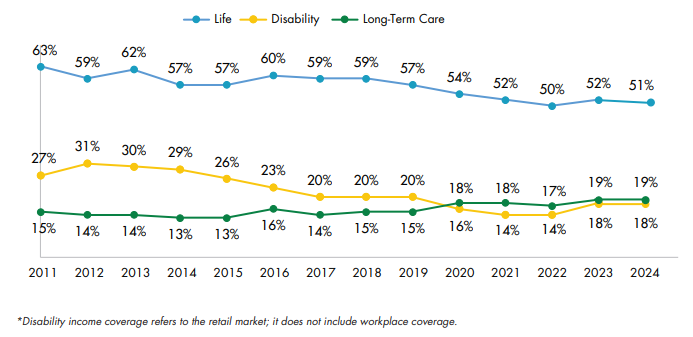 Life Disability Long-Term Care
63% 59% 62% 57% 57% 60% 59% 59% 57% 54% 52% 50% 52% 51%
27% 31% 30% 29% 26% 23% 20% 20% 20% 18% 18% 17% 19% 19%
15% 14% 14% 13% 13% 16% 14% 15% 15% 16% 14% 14% 18% 18%
2011 2012 2013 2014 2015 2016 2017 2018 2019 2020 2021 2022 2023 2024
*Disability income coverage refers to the retail market; it does not include workplace coverage.